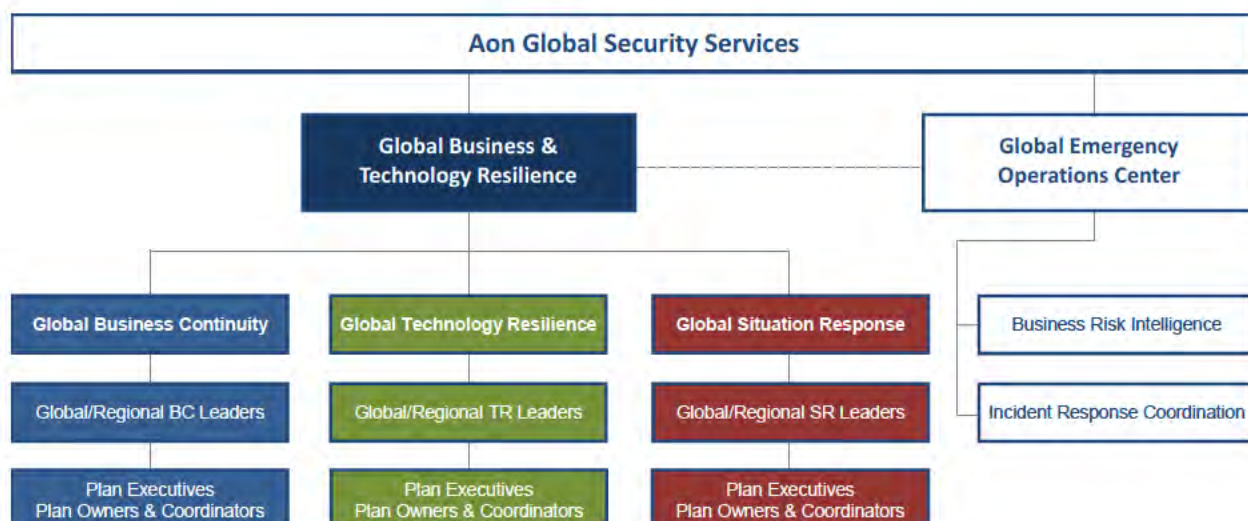 Aon Global Security Services
Global Business &
Technology Resilience
Global Emergency
Operations Center
Global Business Continuity
Global Technology Resilience
Global Situation Response
Business Risk Intelligence
Global/Regional BC Leaders
Global/Regional TR Leaders
Global/Regional SR Leaders
Incident Response Coordination
Plan Executives
Plan Owners & Coordinators
Plan Executives
Plan Owners & Coordinators
Plan Executives
Plan Owners & Coordinators